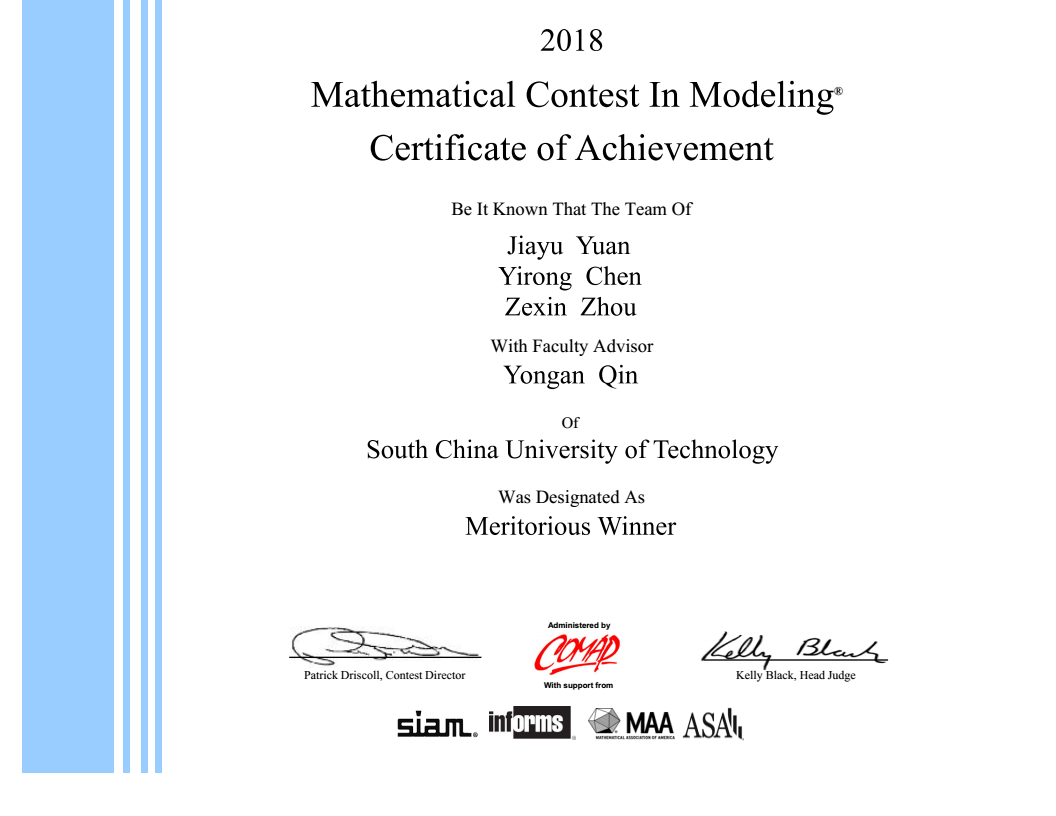 2018
Mathematical Contest In Modeling®
Certificate of Achievement
Be It Known That The Team Of
Jiayu Yuan
Yirong Chen
Zexin Zhou
With Faculty Advisor
Yongan Qin
Of
South China University of Technology
Was Designated As
Meritorious Winner
Administered by
COMAP
Kelly Black
Patrick Driscoll, Contest Director
Kelly Black, Head Judge
With support from
siam®
informs®
MAA
MATHEMATICAL ASSOCIATION OF AMERICA
ASA